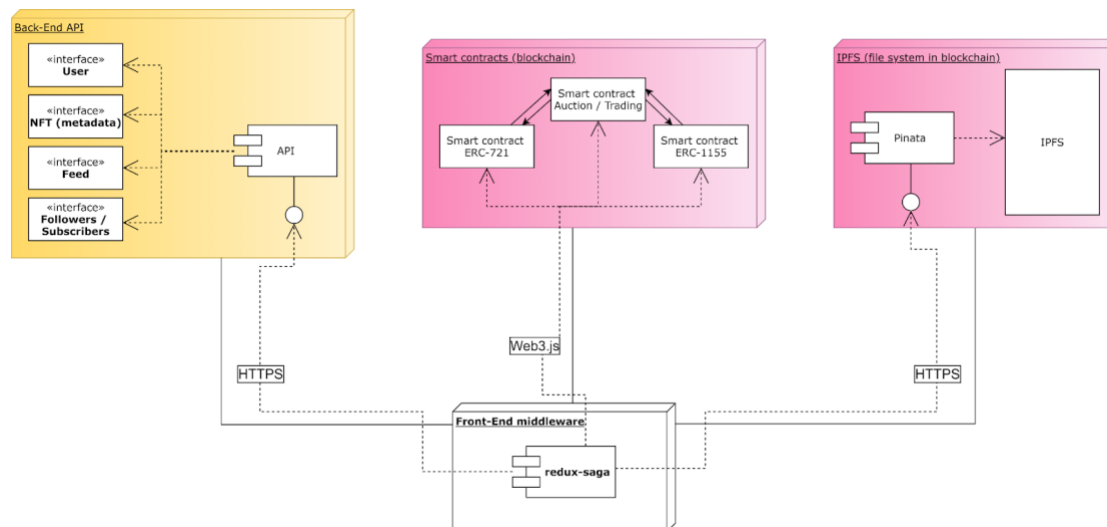 Back-End API
«interface»
User
«interface»
NFT (metadata)
«interface»
Feed
«interface»
Followers /
Subscribers
API
Smart contracts (blockchain)
Smart contract
Auction / Trading
Smart contract
ERC-721
Smart contract
ERC-1155
IPFS (file system in blockchain)
Pinata
IPFS
HTTPS
Web3.js
HTTPS
Front-End middleware
redux-saga